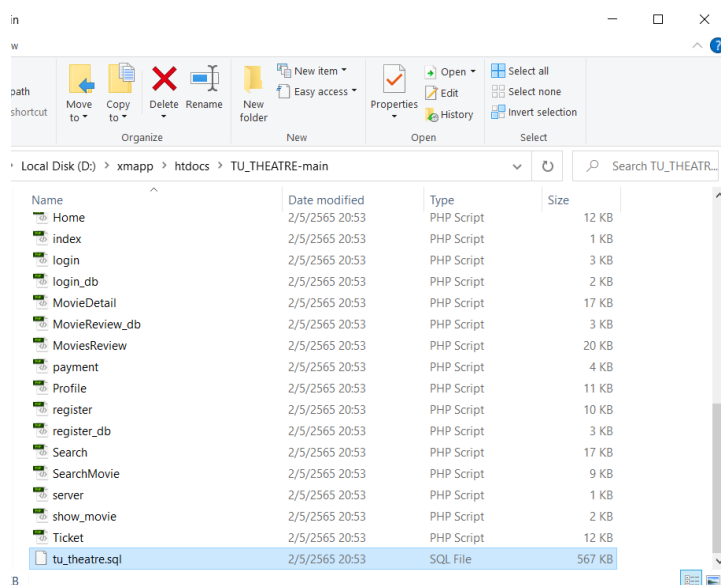 in
w
path
shortcut
Move to
Copy to
Delete
Rename
New folder
New item
Easy access
Properties
Open
Edit
History
Select all
Select none
Invert selection
Organize
New
Open
Select
Local Disk (D:) > xmapp > htdocs > TU_THEATRE-main
Search TU_THEATR...
Name Date modified Type Size
Home 2/5/2565 20:53 PHP Script 12 KB
index 2/5/2565 20:53 PHP Script 1 KB
login 2/5/2565 20:53 PHP Script 3 KB
login_db 2/5/2565 20:53 PHP Script 2 KB
MovieDetail 2/5/2565 20:53 PHP Script 17 KB
MovieReview_db 2/5/2565 20:53 PHP Script 3 KB
MoviesReview 2/5/2565 20:53 PHP Script 20 KB
payment 2/5/2565 20:53 PHP Script 4 KB
Profile 2/5/2565 20:53 PHP Script 11 KB
register 2/5/2565 20:53 PHP Script 10 KB
register_db 2/5/2565 20:53 PHP Script 3 KB
Search 2/5/2565 20:53 PHP Script 17 KB
SearchMovie 2/5/2565 20:53 PHP Script 9 KB
server 2/5/2565 20:53 PHP Script 1 KB
show_movie 2/5/2565 20:53 PHP Script 2 KB
Ticket 2/5/2565 20:53 PHP Script 12 KB
tu_theatre.sql 2/5/2565 20:53 SQL File 567 KB